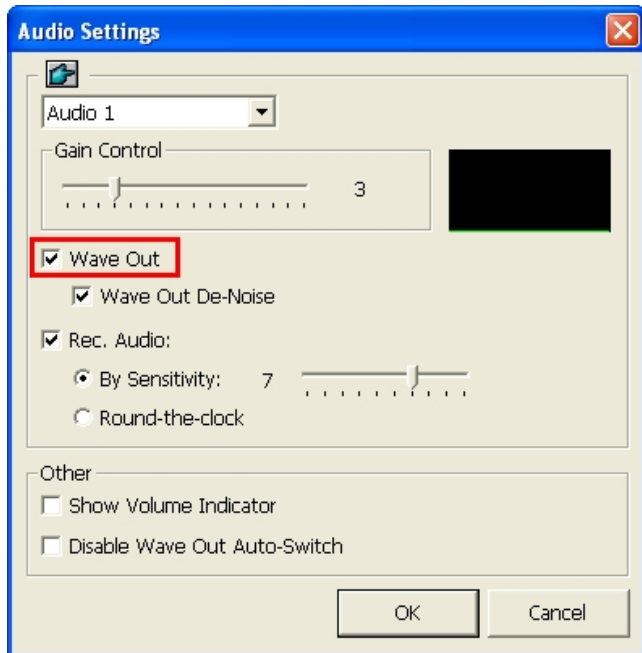 Audio Settings
Audio 1
Gain Control
3
Wave Out
Wave Out De-Noise
Rec. Audio:
By Sensitivity: 7
Round-the-clock
Other
Show Volume Indicator
Disable Wave Out Auto-Switch
OK Cancel